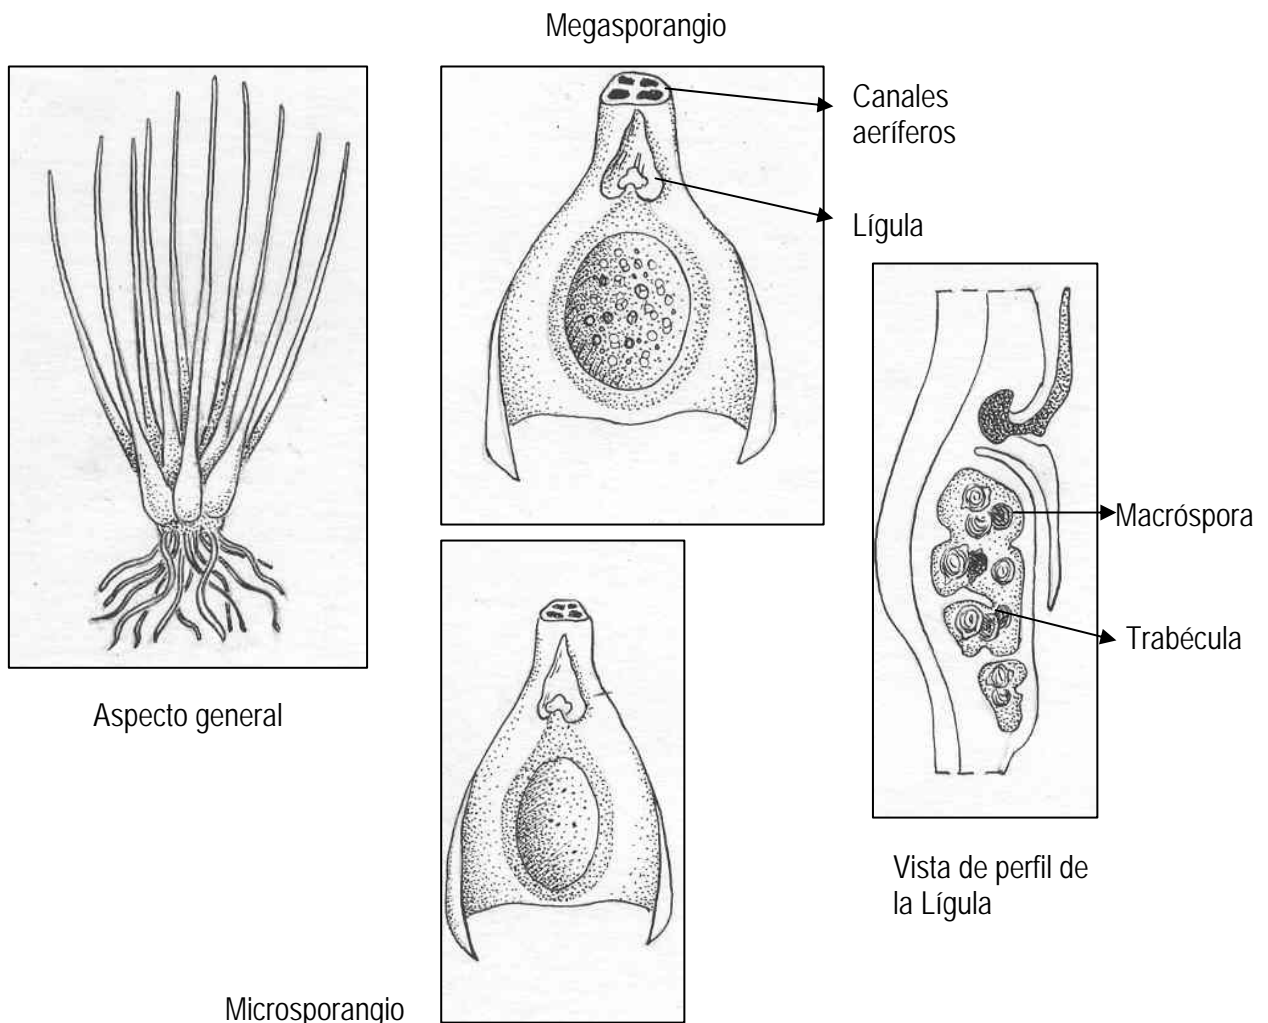 Megasporangio
Canales
aeríferos
Lígula
Macróspora
Trabécula
Aspecto general
Vista de perfil de
la Lígula
Microsporangio